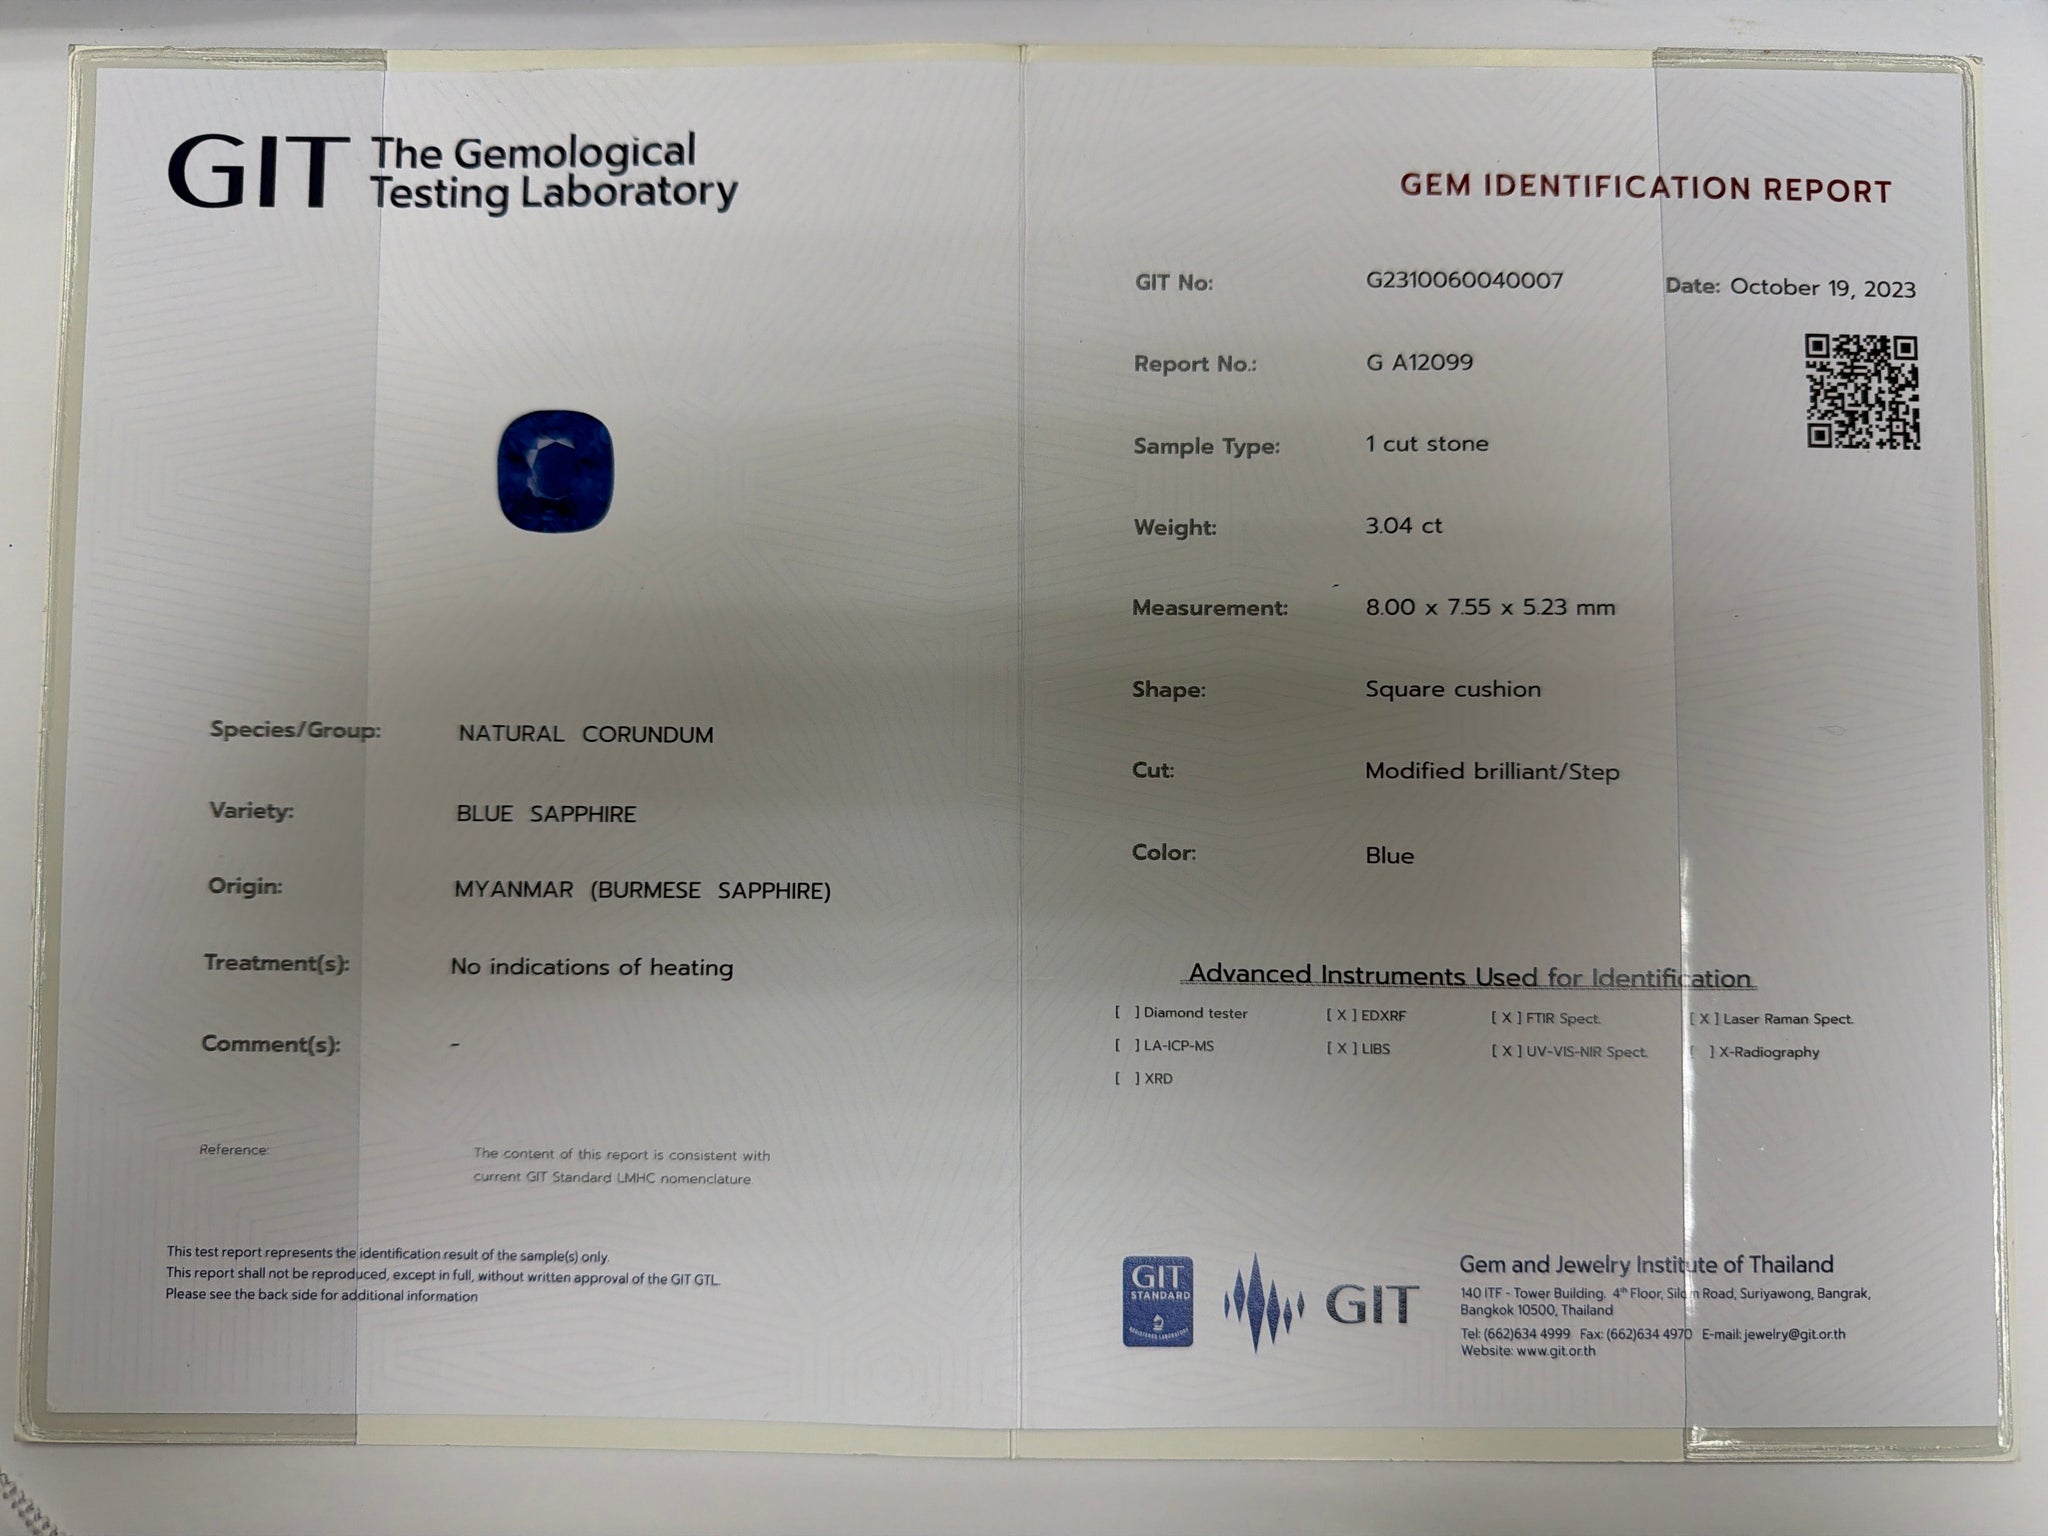 GIT The Gemological
Testing Laboratory
Species/Group: NATURAL CORUNDUM
Variety: BLUE SAPPHIRE
Origin: MYANMAR (BURMESE SAPPHIRE)
Treatment(s): No indications of heating
Comment(s): -
Reference: The content of this report is consistent with
current GIT Standard LMHC nomenclature.
This test report represents the identification result of the sample(s) only.
This report shall not be reproduced, except in full, without written approval of the GIT GTL.
Please see the back side for additional information
GEM IDENTIFICATION REPORT
GIT No: G2310060040007 Date: October 19, 2023
Report No.: G A12099
Sample Type: 1 cut stone
Weight: 3.04 ct
Measurement: 8.00 x 7.55 x 5.23 mm
Shape: Square cushion
Cut: Modified brilliant/Step
Color: Blue
Advanced Instruments Used for Identification
[ ] Diamond tester [ X ] EDXRF [ X ] FTIR Spect. [ X ] Laser Raman Spect.
[ ] LA-ICP-MS [ X ] LIBS [ X ] UV-VIS-NIR Spect. [ ] X-Radiography
[ ] XRD
GIT
STANDARD
REGISTERED LABORATORY
GIT
Gem and Jewelry Institute of Thailand
140 ITF - Tower Building. 4th Floor, Silom Road, Suriyawong, Bangrak,
Bangkok 10500, Thailand
Tel: (662)634 4999 Fax: (662)634 4970 E-mail: jewelry@git.or.th
Website: www.git.or.th